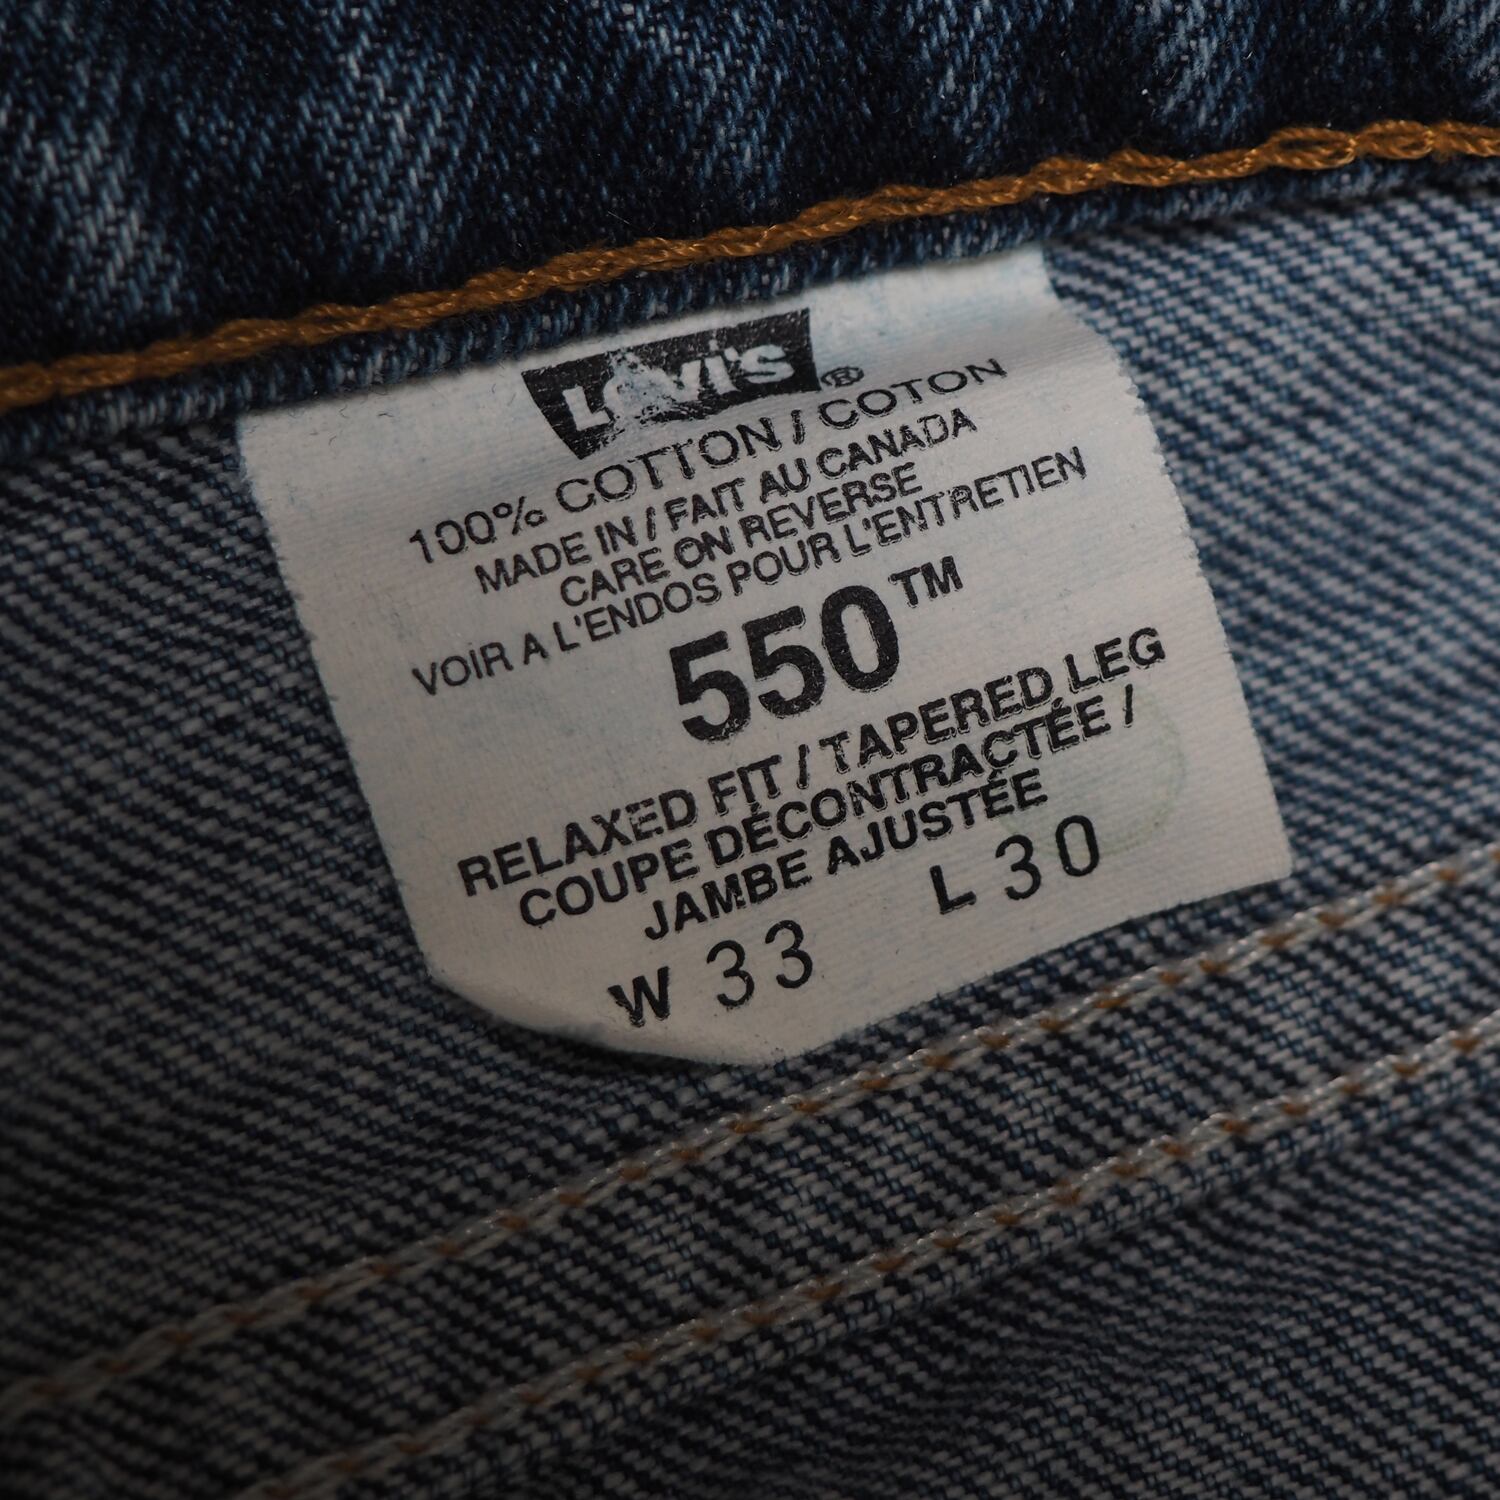 Levi's ®
100% COTTON / COTON
MADE IN / FAIT AU CANADA
CARE ON REVERSE
VOIR A L'ENDOS POUR L'ENTRETIEN
550™
RELAXED FIT / TAPERED LEG
COUPE DÉCONTRACTÉE /
JAMBE AJUSTÉE
W 33 L 30